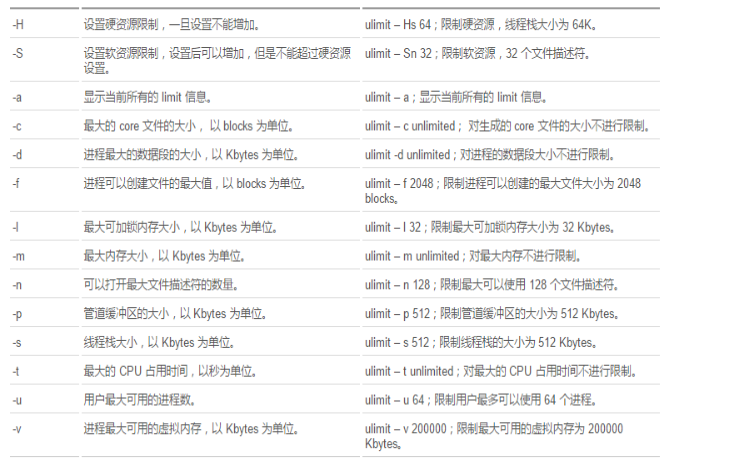 -H 设置硬资源限制，一旦设置不能增加。 ulimit – Hs 64；限制硬资源，线程栈大小为 64K。
-S 设置软资源限制，设置后可以增加，但是不能超过硬资源设置。 ulimit – Sn 32；限制软资源，32 个文件描述符。
-a 显示当前所有的 limit 信息。 ulimit – a；显示当前所有的 limit 信息。
-c 最大的 core 文件的大小， 以 blocks 为单位。 ulimit – c unlimited； 对生成的 core 文件的大小不进行限制。
-d 进程最大的数据段的大小，以 Kbytes 为单位。 ulimit -d unlimited；对进程的数据段大小不进行限制。
-f 进程可以创建文件的最大值，以 blocks 为单位。 ulimit – f 2048；限制进程可以创建的最大文件大小为 2048 blocks。
-l 最大可加锁内存大小，以 Kbytes 为单位。 ulimit – l 32；限制最大可加锁内存大小为 32 Kbytes。
-m 最大内存大小，以 Kbytes 为单位。 ulimit – m unlimited；对最大内存不进行限制。
-n 可以打开最大文件描述符的数量。 ulimit – n 128；限制最大可以使用 128 个文件描述符。
-p 管道缓冲区的大小，以 Kbytes 为单位。 ulimit – p 512；限制管道缓冲区的大小为 512 Kbytes。
-s 线程栈大小，以 Kbytes 为单位。 ulimit – s 512；限制线程栈的大小为 512 Kbytes。
-t 最大的 CPU 占用时间，以秒为单位。 ulimit – t unlimited；对最大的 CPU 占用时间不进行限制。
-u 用户最大可用的进程数。 ulimit – u 64；限制用户最多可以使用 64 个进程。
-v 进程最大可用的虚拟内存，以 Kbytes 为单位。 ulimit – v 200000；限制最大可用的虚拟内存为 200000 Kbytes。